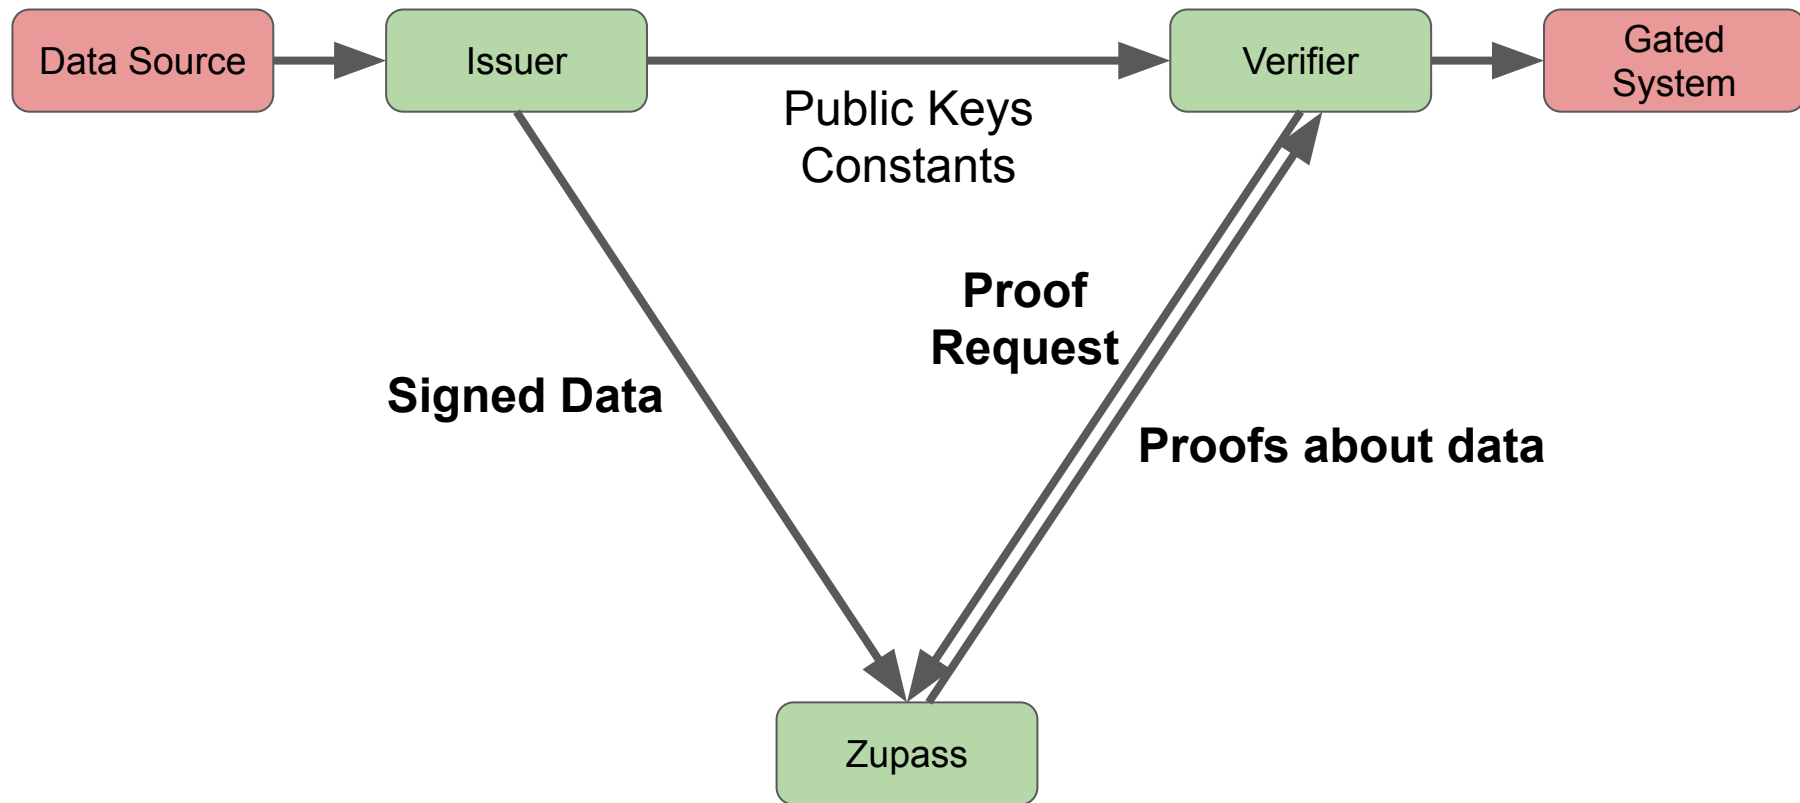 Data Source
Issuer
Verifier
Gated
System
Public Keys
Constants
Proof
Request
Signed Data
Proofs about data
Zupass